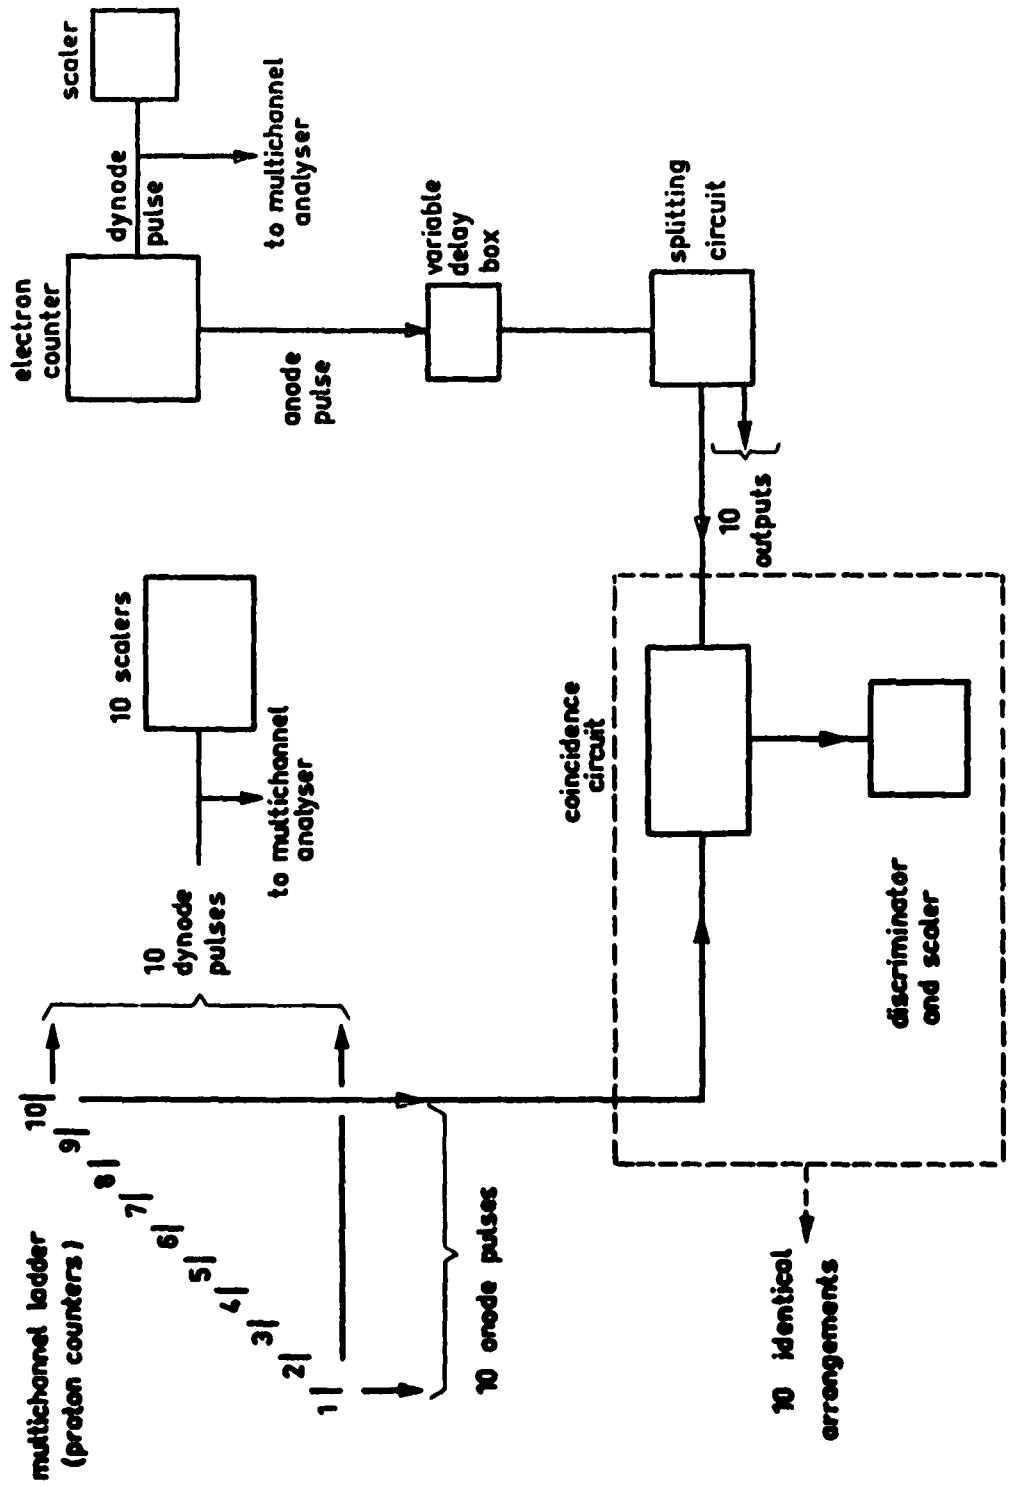 multichannel ladder
(proton counters)
1
2
3
4
5
6
7
8
9
10
10
dynode
pulses
10 scalers
to multichannel
analyser
electron
counter
dynode
pulse
scaler
to multichannel
analyser
anode
pulse
variable
delay
box
splitting
circuit
10
outputs
10 anode pulses
coincidence
circuit
discriminator
and scaler
10 identical
arrangements